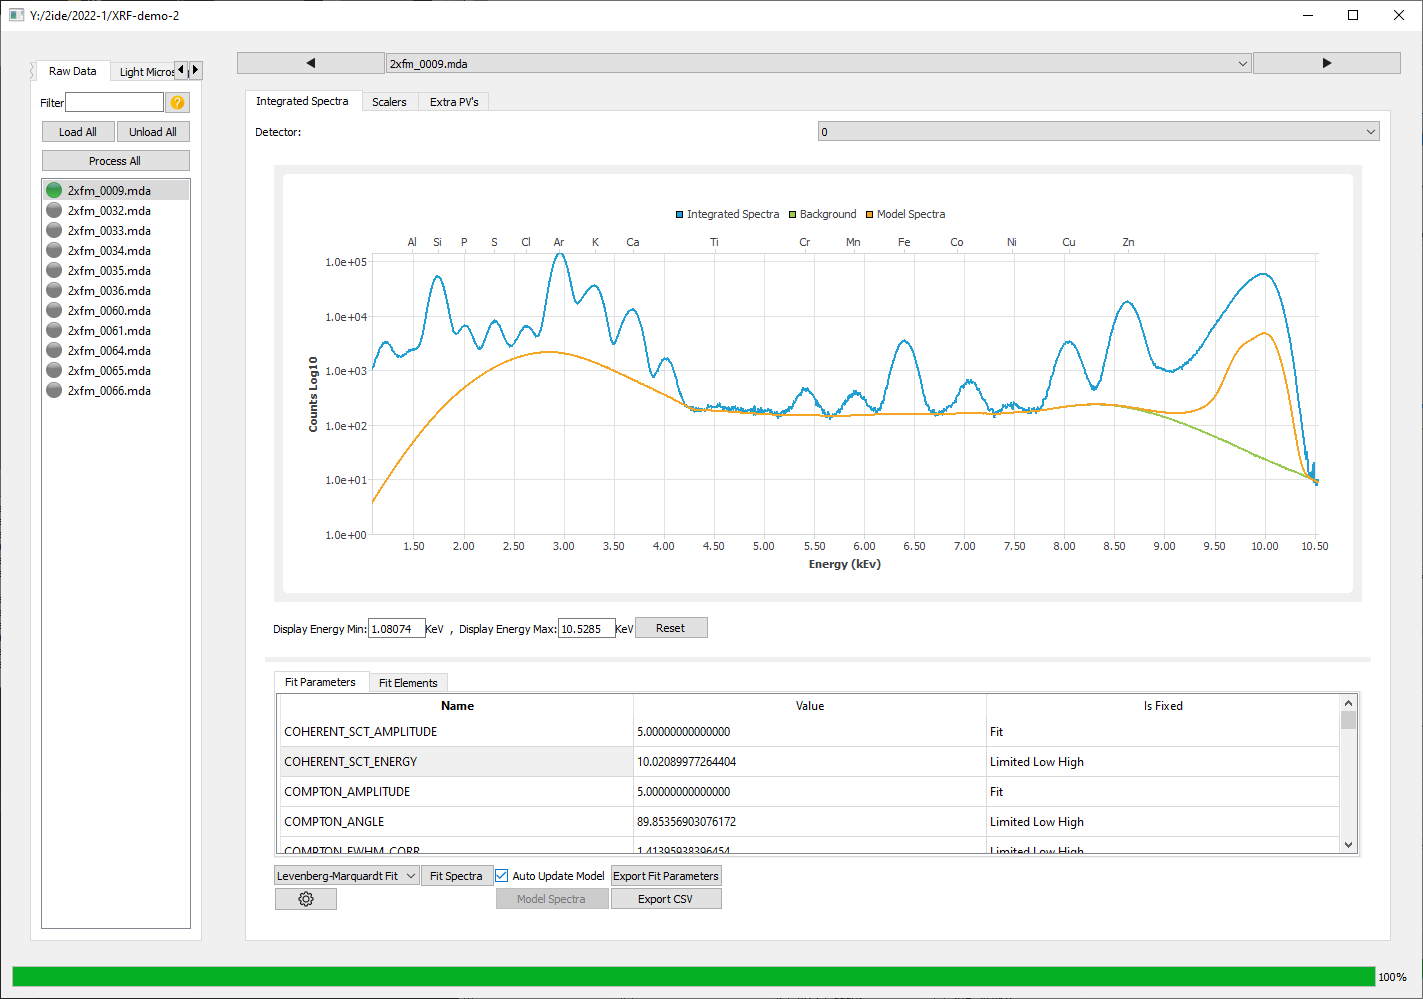 Y:/2ide/2022-1/XRF-demo-2
Raw Data
Light Micros
Filter
?
Load All
Unload All
Process All
2xfm_0009.mda
2xfm_0032.mda
2xfm_0033.mda
2xfm_0034.mda
2xfm_0035.mda
2xfm_0036.mda
2xfm_0060.mda
2xfm_0061.mda
2xfm_0064.mda
2xfm_0065.mda
2xfm_0066.mda
2xfm_0009.mda
Integrated Spectra Scalers Extra PV's
Detector: 0
Integrated Spectra Background Model Spectra
Al Si P S Cl Ar K Ca Ti Cr Mn Fe Co Ni Cu Zn
1.0e+05
1.0e+04
1.0e+03
1.0e+02
1.0e+01
1.0e+00
Counts Log10
1.50 2.00 2.50 3.00 3.50 4.00 4.50 5.00 5.50 6.00 6.50 7.00 7.50 8.00 8.50 9.00 9.50 10.00 10.50
Energy (kEv)
Display Energy Min: 1.08074 KeV , Display Energy Max: 10.5285 KeV Reset
Fit Parameters Fit Elements
Name Value Is Fixed
COHERENT_SCT_AMPLITUDE 5.00000000000000 Fit
COHERENT_SCT_ENERGY 10.02089977264404 Limited Low High
COMPTON_AMPLITUDE 5.00000000000000 Fit
COMPTON_ANGLE 89.85356903076172 Limited Low High
COMPTON_FWHM_CORR 1.41395938396454 Limited Low High
Levenberg-Marquardt Fit Fit Spectra Auto Update Model Export Fit Parameters
Model Spectra Export CSV
100%